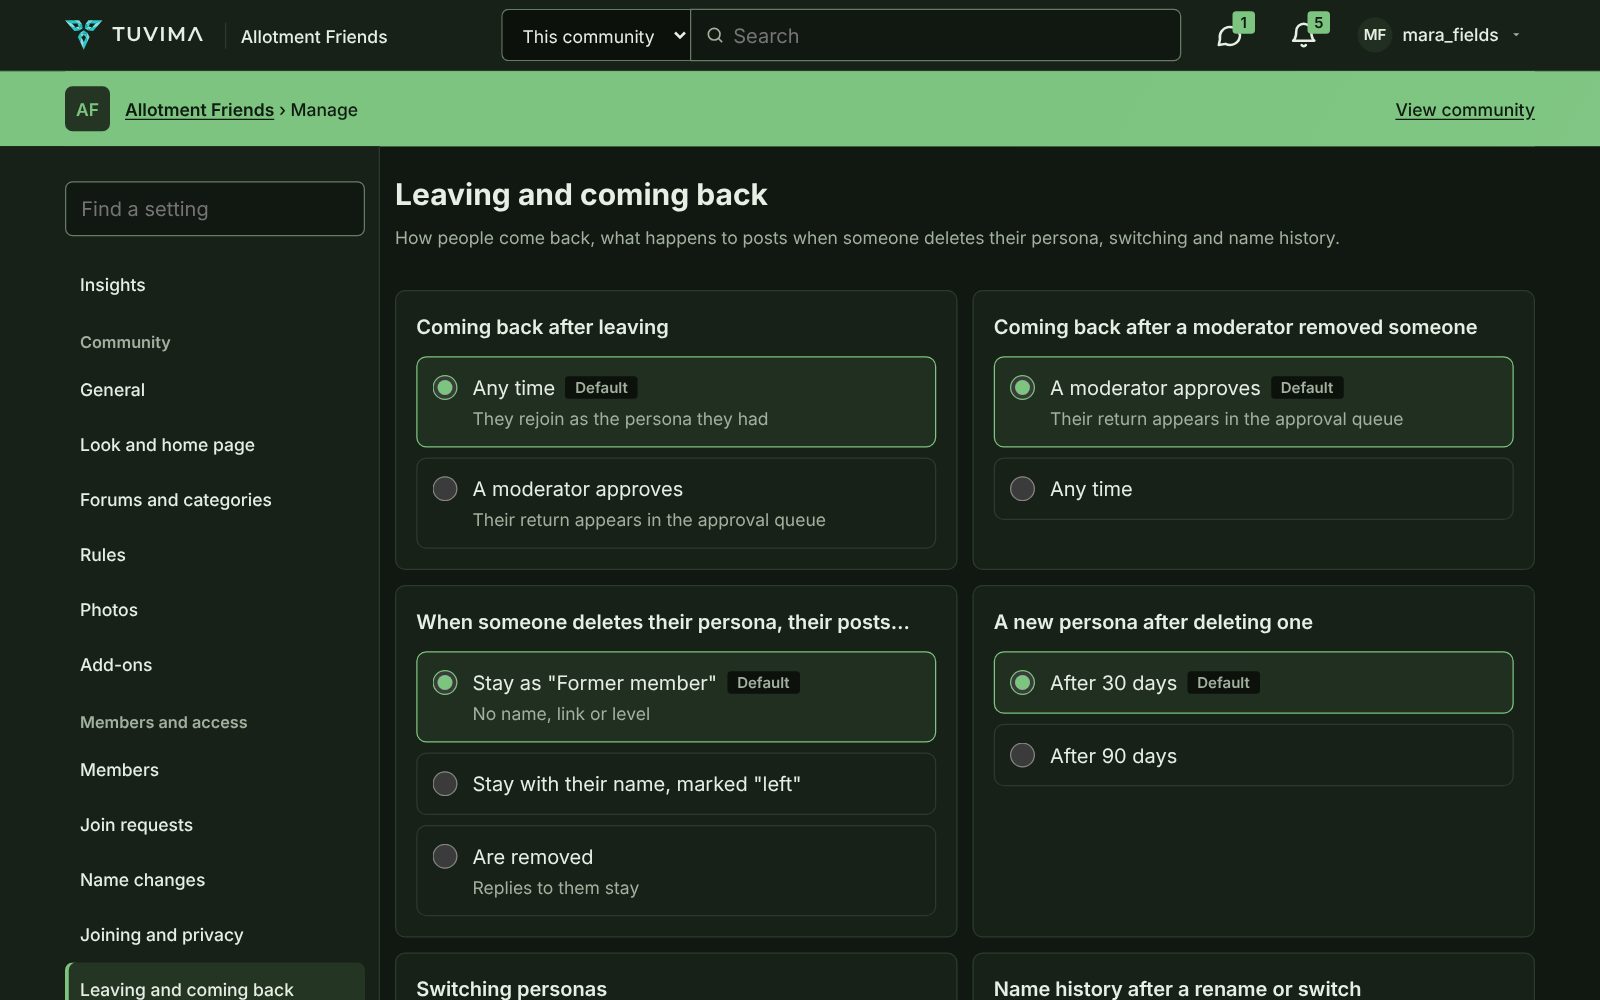 TUVIMA
Allotment Friends
This community
Search
1
5
MF
mara_fields
AF
Allotment Friends › Manage
View community
Find a setting
Insights
Community
General
Look and home page
Forums and categories
Rules
Photos
Add-ons
Members and access
Members
Join requests
Name changes
Joining and privacy
Leaving and coming back
Leaving and coming back
How people come back, what happens to posts when someone deletes their persona, switching and name history.
Coming back after leaving
Any time Default
They rejoin as the persona they had
A moderator approves
Their return appears in the approval queue
Coming back after a moderator removed someone
A moderator approves Default
Their return appears in the approval queue
Any time
When someone deletes their persona, their posts...
Stay as "Former member" Default
No name, link or level
Stay with their name, marked "left"
Are removed
Replies to them stay
A new persona after deleting one
After 30 days Default
After 90 days
Switching personas
Name history after a rename or switch